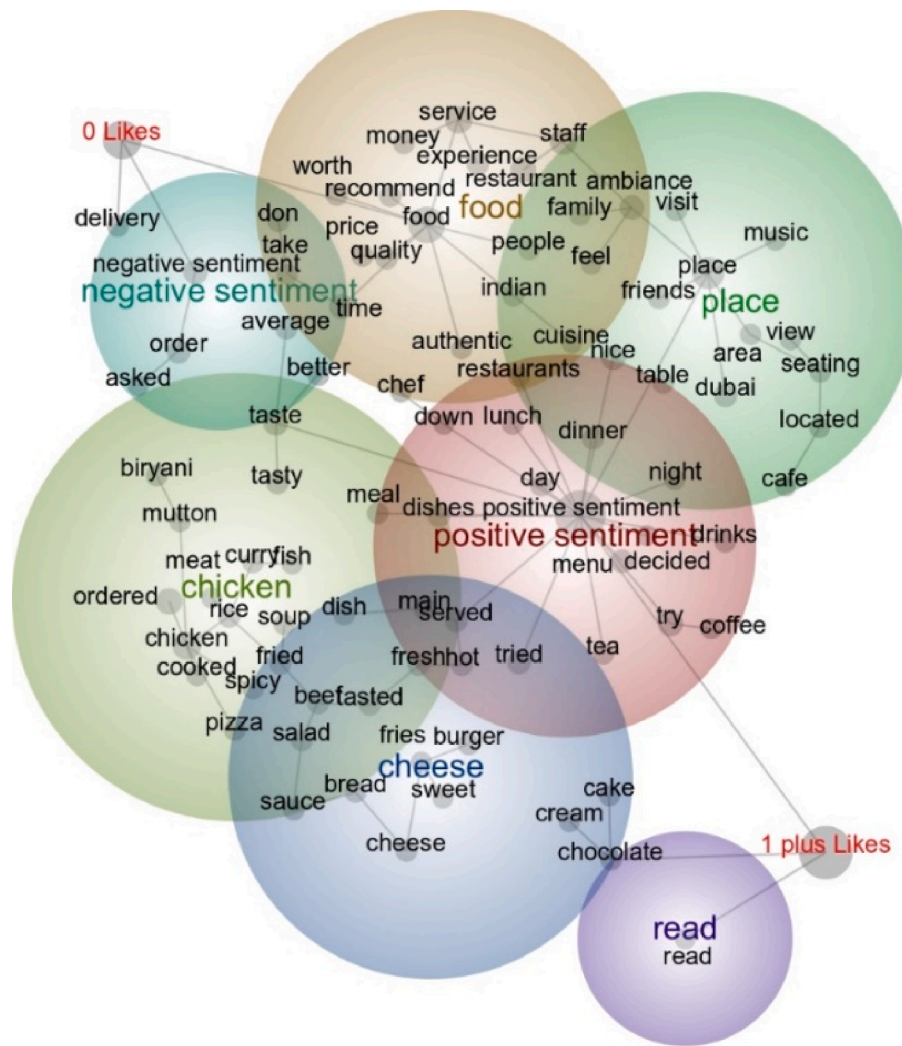 service
money
staff
0 Likes
experience
worth
restaurant
ambiance
recommend
food
family
visit
delivery
don
price
food
music
take
quality
people
feel
negative sentiment
place
negative sentiment
indian
friends
place
time
average
view
order
authentic
cuisine
nice
area
seating
asked
better
chef
restaurants
table
dubai
taste
down
lunch
dinner
located
biryani
tasty
day
night
cafe
meal
dishes
positive sentiment
mutton
positive sentiment
drinks
meat
curry
fish
menu
decided
chicken
ordered
rice
soup
dish
main
served
try
coffee
chicken
cooked
fried
fresh
hot
tried
tea
spicy
beef
tasted
pizza
salad
fries
burger
cheese
bread
sweet
cake
sauce
cream
cheese
chocolate
1 plus Likes
read
read